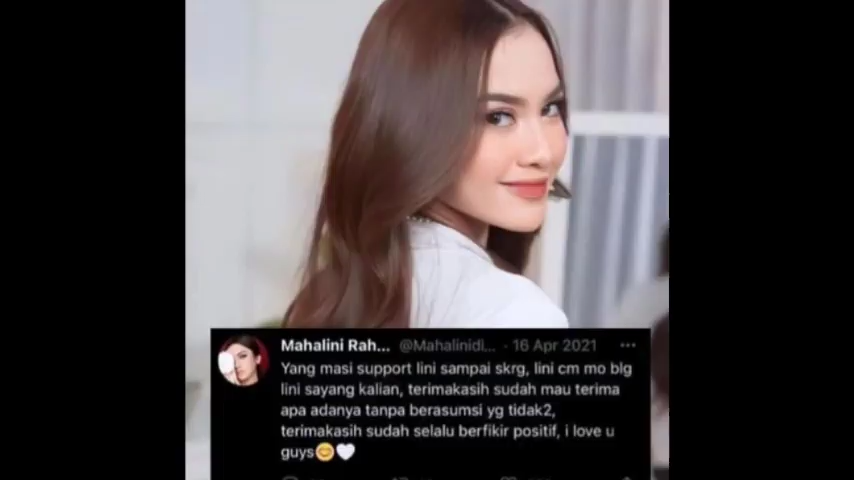 Mahalini Rah... @Mahalinidi... · 16 Apr 2021 ...
Yang masi support lini sampai skrg, lini cm mo blg
lini sayang kalian, terimakasih sudah mau terima
apa adanya tanpa berasumsi yg tidak2,
terimakasih sudah selalu berfikir positif, i love u
guys😊🤍